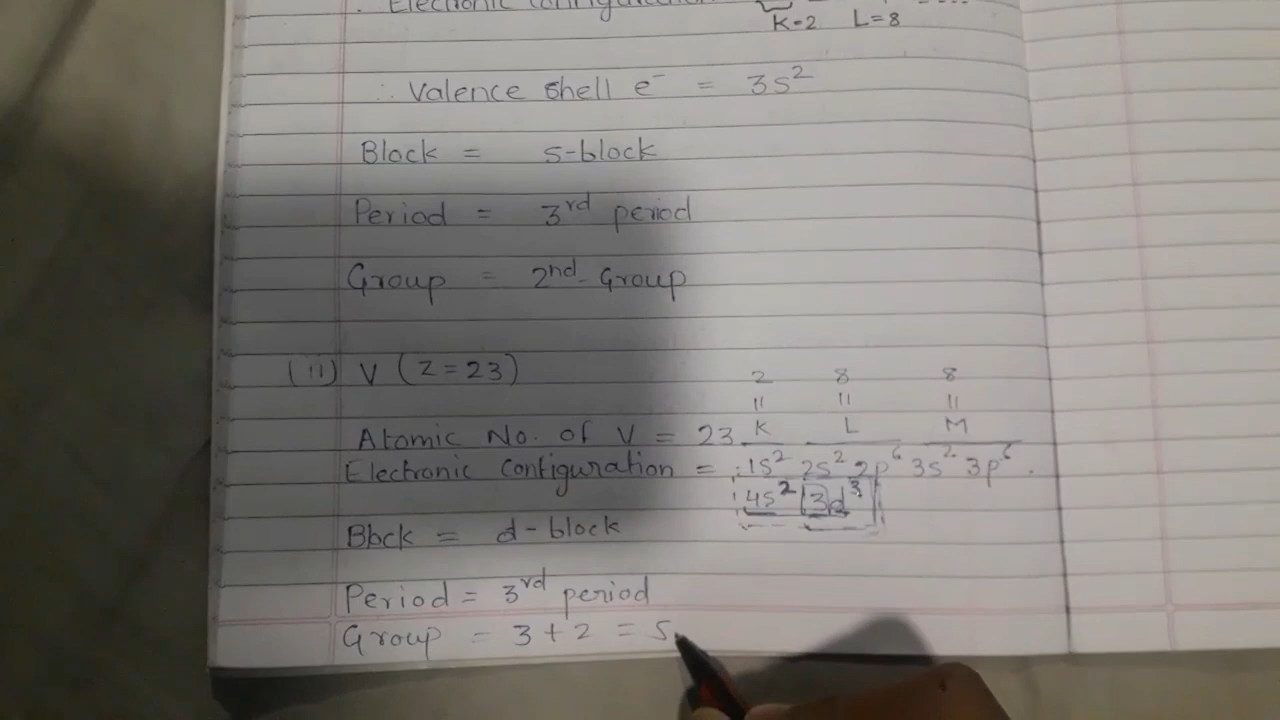 Electronic Configuration
K=2 L=8
∴ Valence shell e⁻ = 3s²
Block = s-block
Period = 3rd period
Group = 2nd Group
(ii) V (Z=23)
2 8 8
|| || ||
Atomic No. of V = 23 K L M
Electronic Configuration = 1s² 2s² 2p⁶ 3s² 3p⁶.
4s² 3d³
Block = d-block
Period = 3rd period
Group = 3+2 = 5